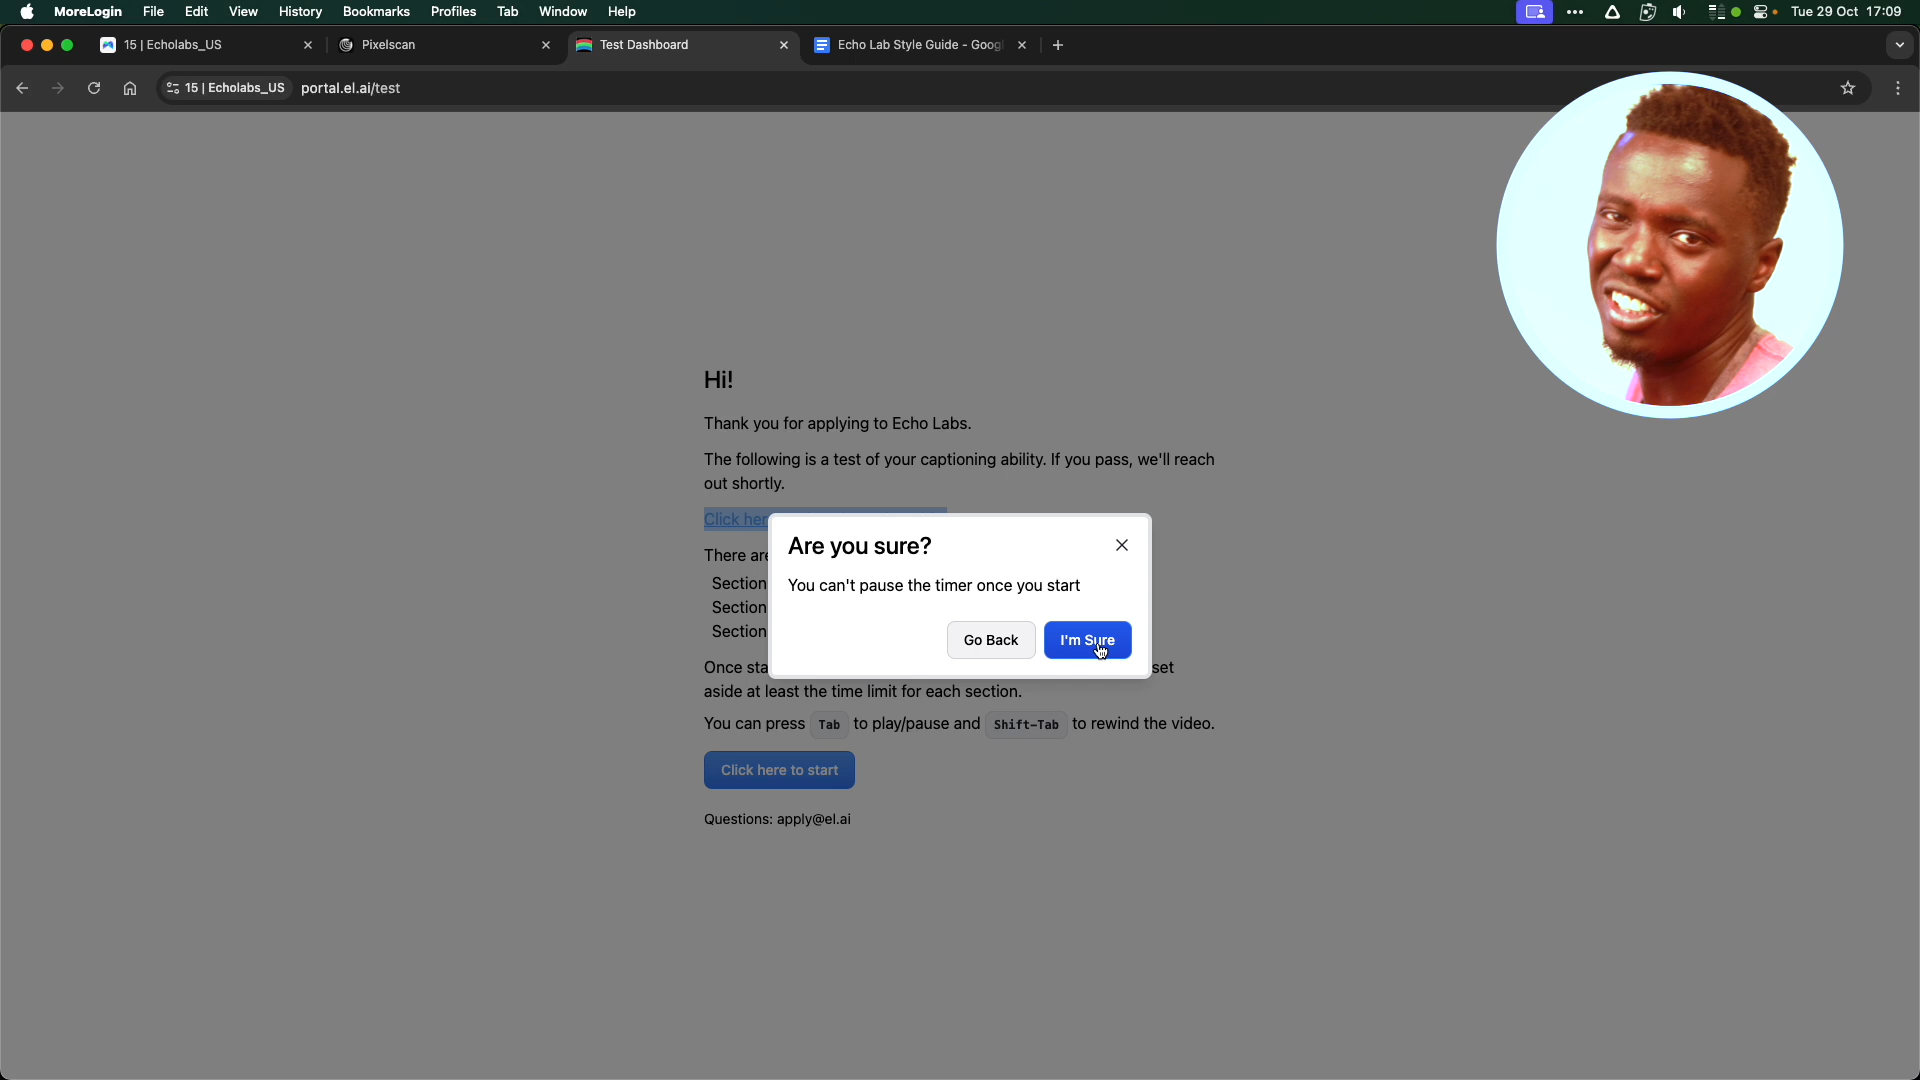 MoreLogin File Edit View History Bookmarks Profiles Tab Window Help Tue 29 Oct 17:09
15 | Echolabs_US Pixelscan Test Dashboard Echo Lab Style Guide - Goog
15 | Echolabs_US portal.el.ai/test
Hi!
Thank you for applying to Echo Labs.
The following is a test of your captioning ability. If you pass, we'll reach
out shortly.
Click her
There are
Section
Section
Section
Are you sure?
You can't pause the timer once you start
Go Back I'm Sure
Once sta set
aside at least the time limit for each section.
You can press Tab to play/pause and Shift-Tab to rewind the video.
Click here to start
Questions: apply@el.ai